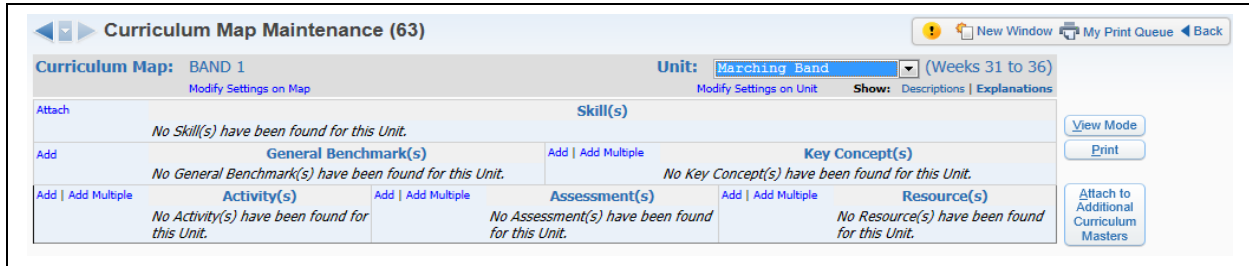 Curriculum Map Maintenance (63)
New Window My Print Queue Back
Curriculum Map: BAND 1 Unit: Marching Band (Weeks 31 to 36)
Modify Settings on Map Modify Settings on Unit Show: Descriptions | Explanations
Attach Skill(s)
No Skill(s) have been found for this Unit.
View Mode
Add General Benchmark(s) Add | Add Multiple Key Concept(s)
Print
No General Benchmark(s) have been found for this Unit. No Key Concept(s) have been found for this Unit.
Add | Add Multiple Activity(s) Add | Add Multiple Assessment(s) Add | Add Multiple Resource(s)
No Activity(s) have been found for
this Unit.
No Assessment(s) have been found
for this Unit.
No Resource(s) have been found
for this Unit.
Attach to
Additional
Curriculum
Masters